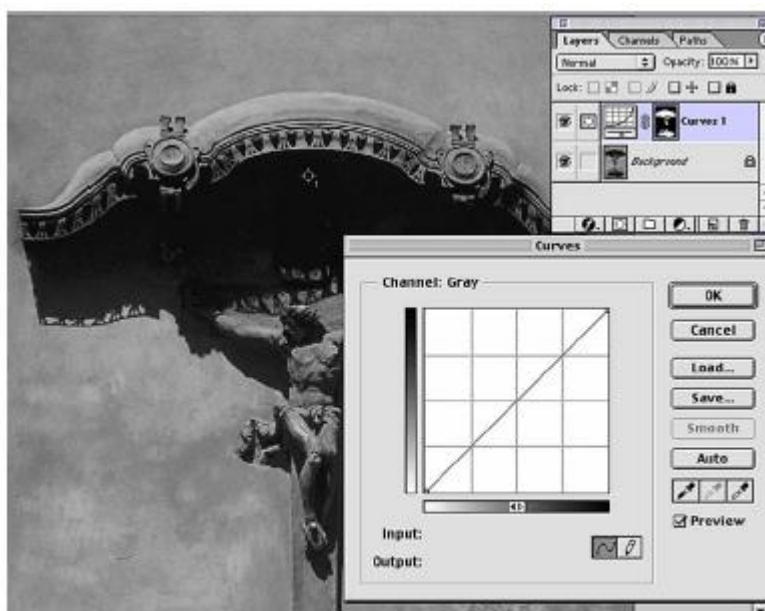 Layers Channels Paths
Normal Opacity: 100%
Lock:
Curves 1
Background
Curves
Channel: Gray
OK
Cancel
Load...
Save...
Smooth
Auto
Preview
Input:
Output: